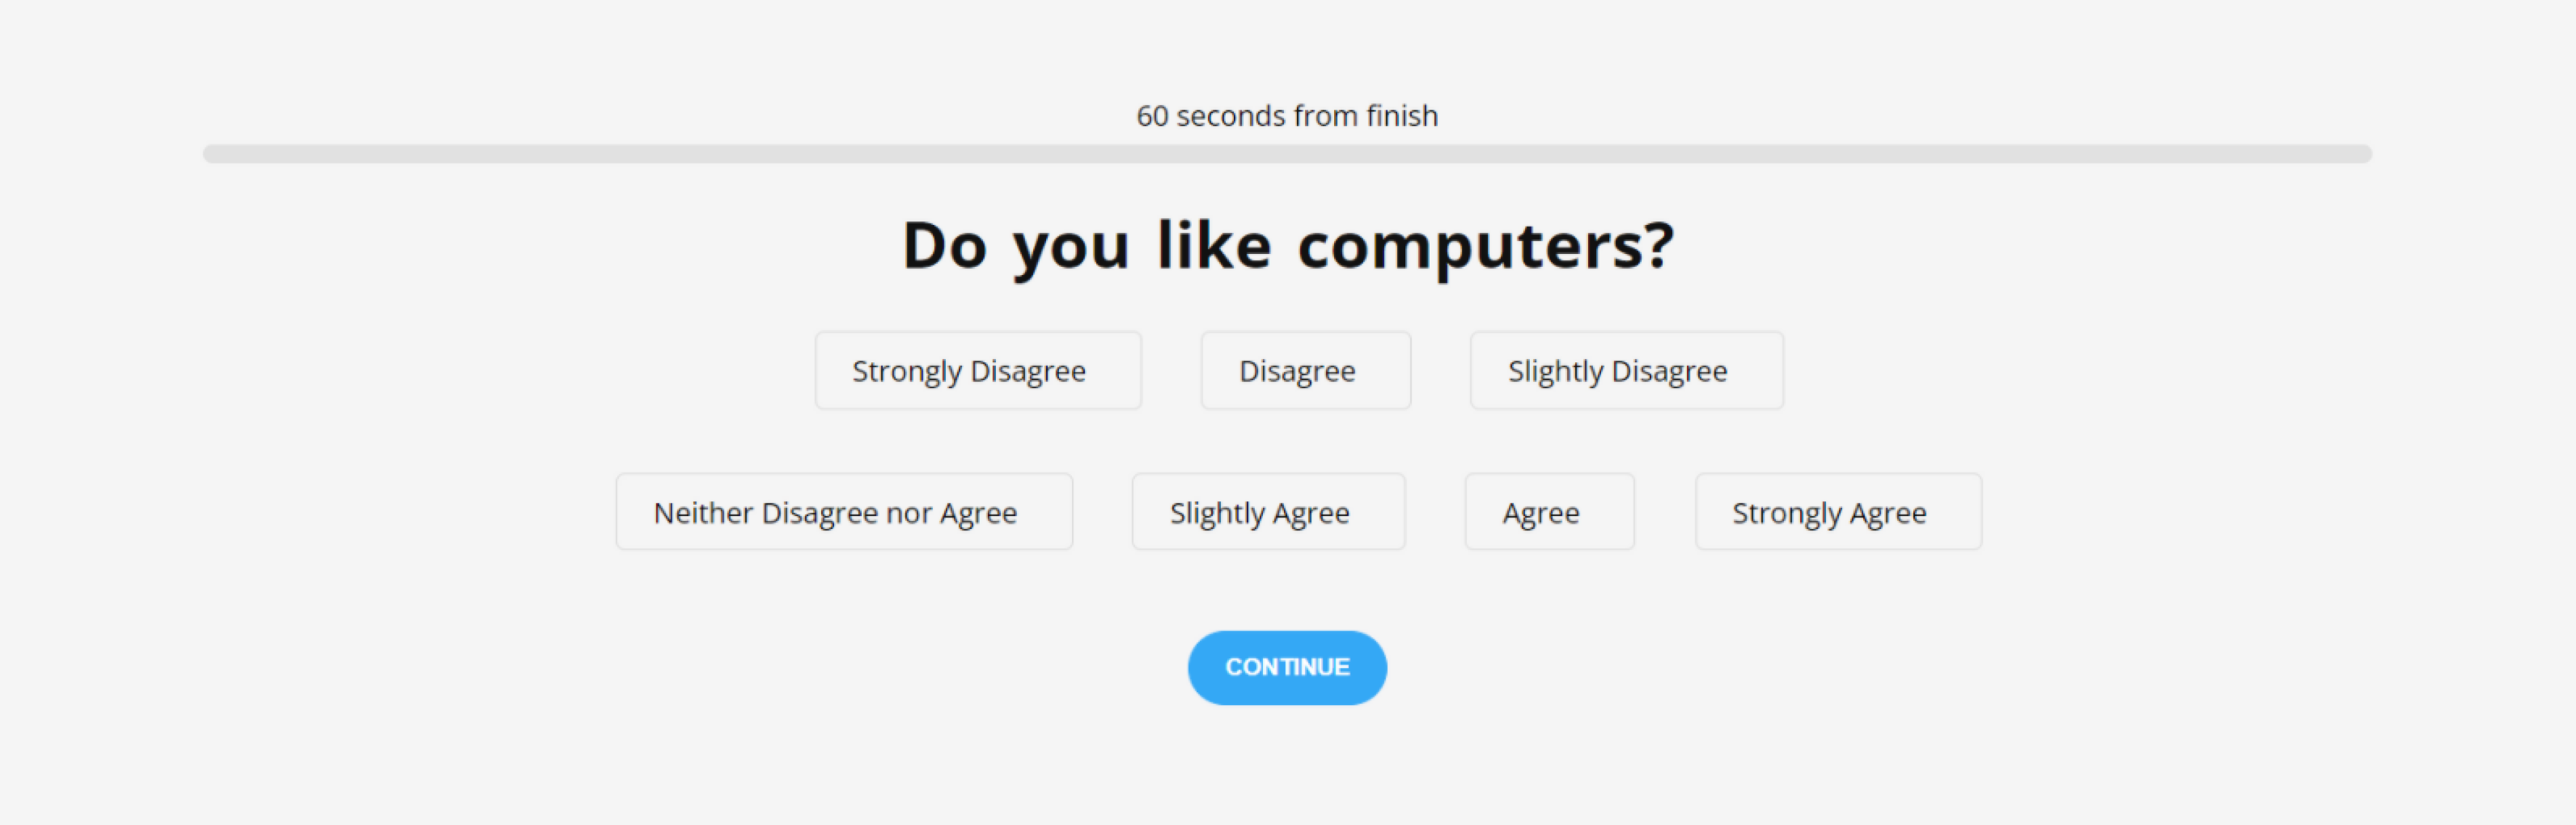 60 seconds from finish
Do you like computers?
Strongly Disagree Disagree Slightly Disagree
Neither Disagree nor Agree Slightly Agree Agree Strongly Agree
CONTINUE